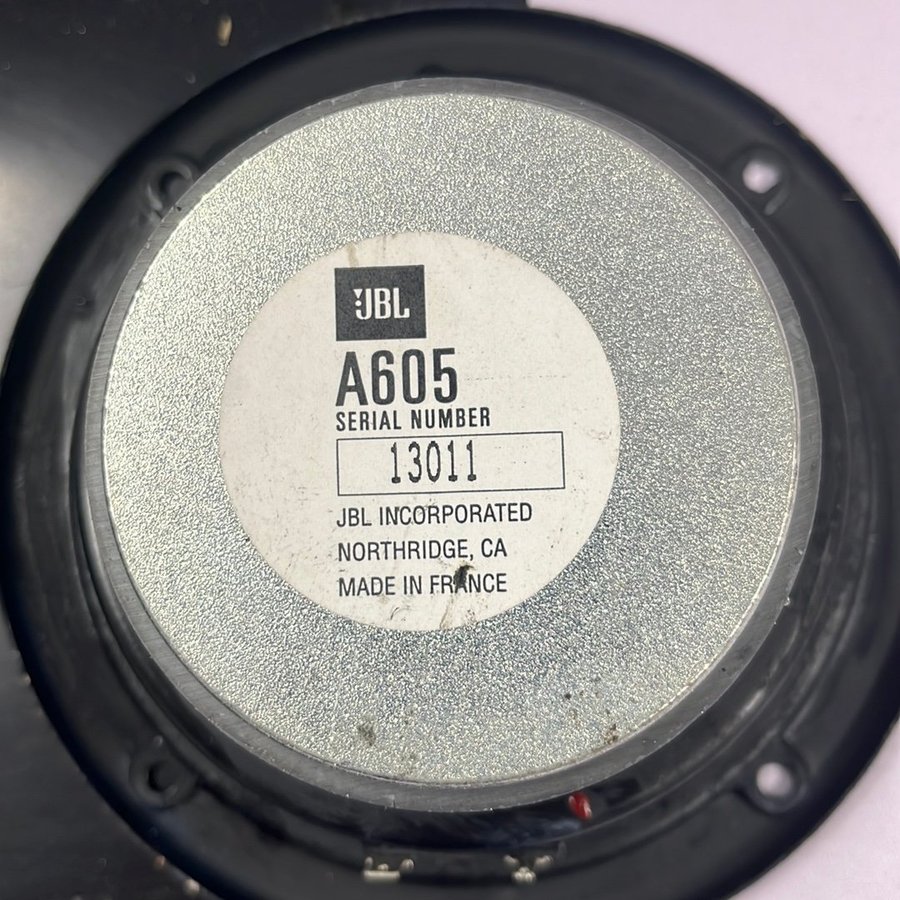 JBL
A605
SERIAL NUMBER
13011
JBL INCORPORATED
NORTHRIDGE, CA
MADE IN FRANCE